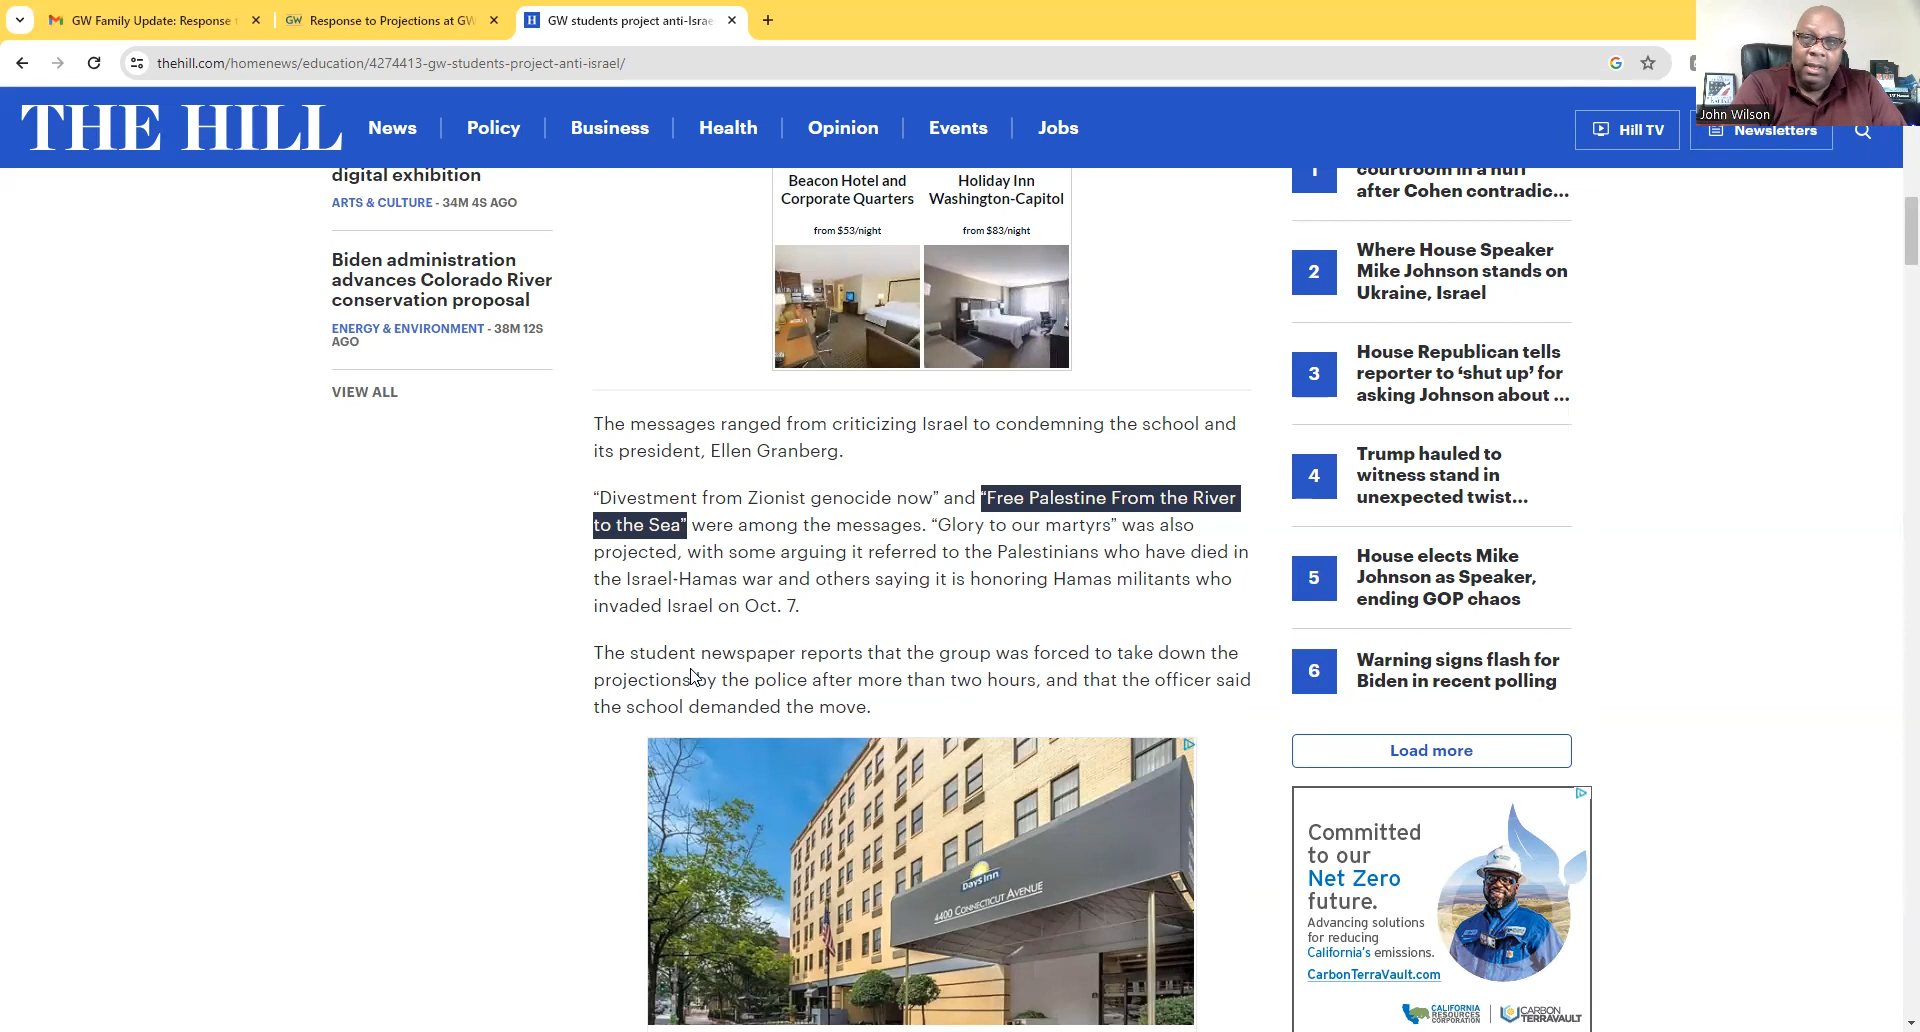 GW Family Update: Response
Response to Projections at GW
GW students project anti-Israe
thehill.com/homenews/education/4274413-gw-students-project-anti-israel/
John Wilson
THE HILL
News
Policy
Business
Health
Opinion
Events
Jobs
Hill TV
Newsletters
digital exhibition
ARTS & CULTURE - 34M 4S AGO
Biden administration
advances Colorado River
conservation proposal
ENERGY & ENVIRONMENT - 38M 12S
AGO
VIEW ALL
Beacon Hotel and
Corporate Quarters
from $53/night
Holiday Inn
Washington-Capitol
from $83/night
The messages ranged from criticizing Israel to condemning the school and
its president, Ellen Granberg.
“Divestment from Zionist genocide now” and “Free Palestine From the River
to the Sea” were among the messages. “Glory to our martyrs” was also
projected, with some arguing it referred to the Palestinians who have died in
the Israel-Hamas war and others saying it is honoring Hamas militants who
invaded Israel on Oct. 7.
The student newspaper reports that the group was forced to take down the
projections by the police after more than two hours, and that the officer said
the school demanded the move.
Days Inn
4400 CONNECTICUT AVENUE
1
courtroom in a huff
after Cohen contradic...
2
Where House Speaker
Mike Johnson stands on
Ukraine, Israel
3
House Republican tells
reporter to ‘shut up’ for
asking Johnson about ...
4
Trump hauled to
witness stand in
unexpected twist...
5
House elects Mike
Johnson as Speaker,
ending GOP chaos
6
Warning signs flash for
Biden in recent polling
Load more
Committed
to our
Net Zero
future.
Advancing solutions
for reducing
California’s emissions.
CarbonTerraVault.com
CALIFORNIA
RESOURCES
CORPORATION
CARBON
TERRAVAULT